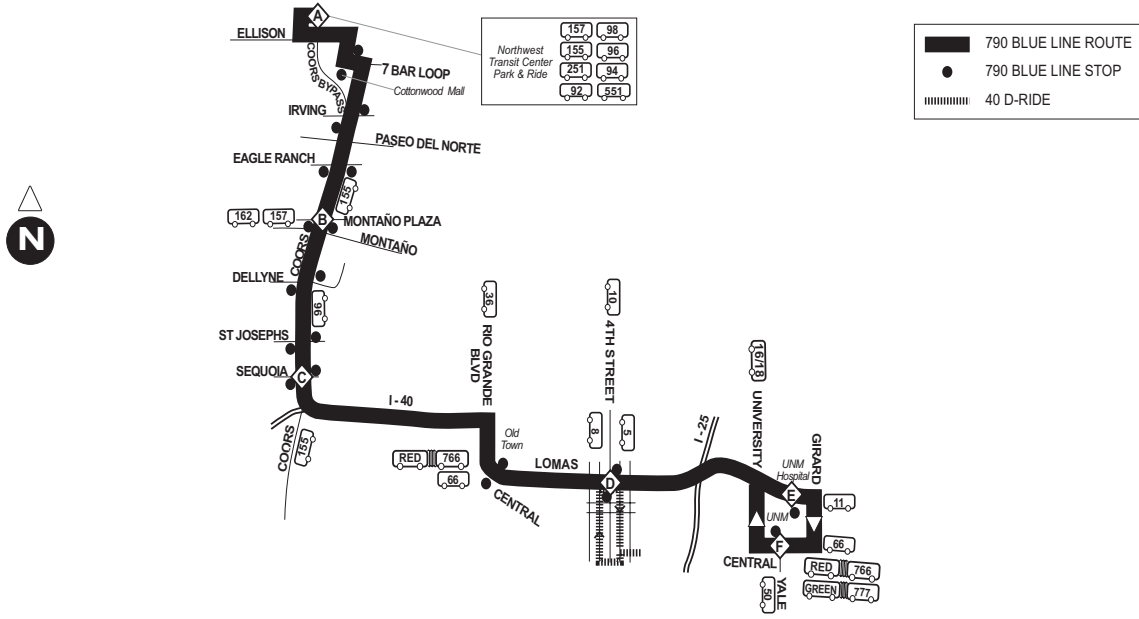 A
ELLISON
COORS BYPASS
7 BAR LOOP
Cottonwood Mall
IRVING
PASEO DEL NORTE
EAGLE RANCH
155
162
157
B
MONTAÑO PLAZA
MONTAÑO
COORS
DELLYNE
96
ST JOSEPHS
SEQUOIA
C
I - 40
COORS
155
Northwest
Transit Center
Park & Ride
157
98
155
96
251
94
92
551
790 BLUE LINE ROUTE
790 BLUE LINE STOP
40 D-RIDE
N
36
RIO GRANDE
BLVD
Old
Town
RED
766
66
CENTRAL
LOMAS
10
4TH STREET
8
5
D
I - 25
16/18
UNIVERSITY
GIRARD
UNM
Hospital
E
UNM
11
F
66
CENTRAL
RED
766
GREEN
777
YALE
50